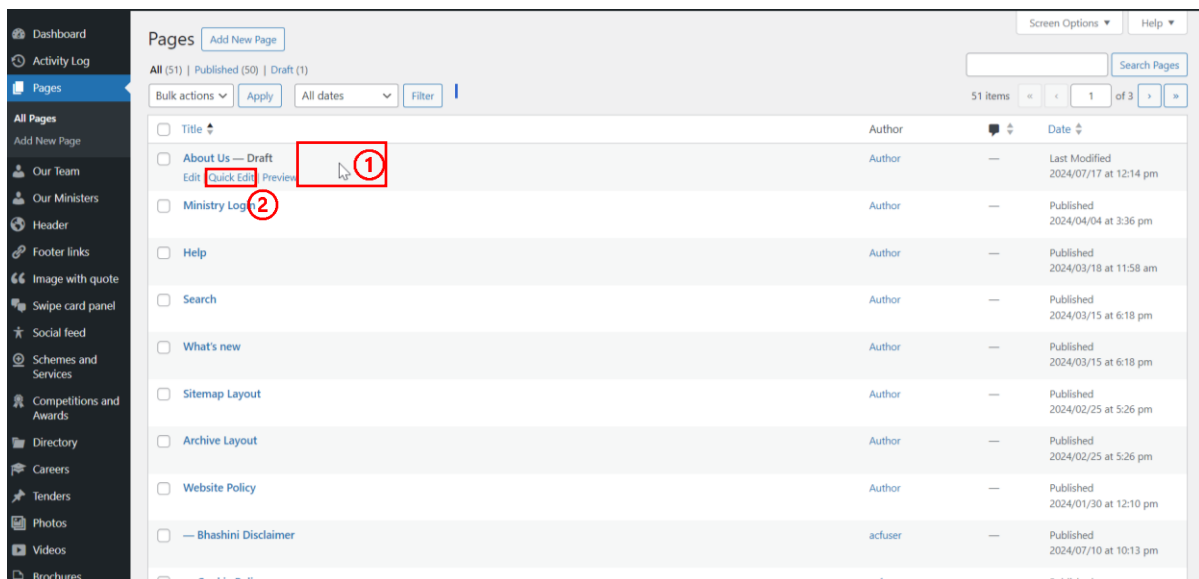 Screen Options ▼ Help ▼
Dashboard
Activity Log
Pages
All Pages
Add New Page
Our Team
Our Ministers
Header
Footer links
Image with quote
Swipe card panel
Social feed
Schemes and
Services
Competitions and
Awards
Directory
Careers
Tenders
Photos
Videos
Brochures
Pages Add New Page
All (51) | Published (50) | Draft (1)
Search Pages
Bulk actions Apply All dates Filter
51 items « ‹ 1 of 3 › »
Title Author Date
About Us — Draft Author — Last Modified
Edit | Quick Edit | Preview 2024/07/17 at 12:14 pm
1
2
Ministry Login Author — Published
2024/04/04 at 3:36 pm
Help Author — Published
2024/03/18 at 11:58 am
Search Author — Published
2024/03/15 at 6:18 pm
What's new Author — Published
2024/03/15 at 6:18 pm
Sitemap Layout Author — Published
2024/02/25 at 5:26 pm
Archive Layout Author — Published
2024/02/25 at 5:26 pm
Website Policy Author — Published
2024/01/30 at 12:10 pm
— Bhashini Disclaimer acfuser — Published
2024/07/10 at 10:13 pm